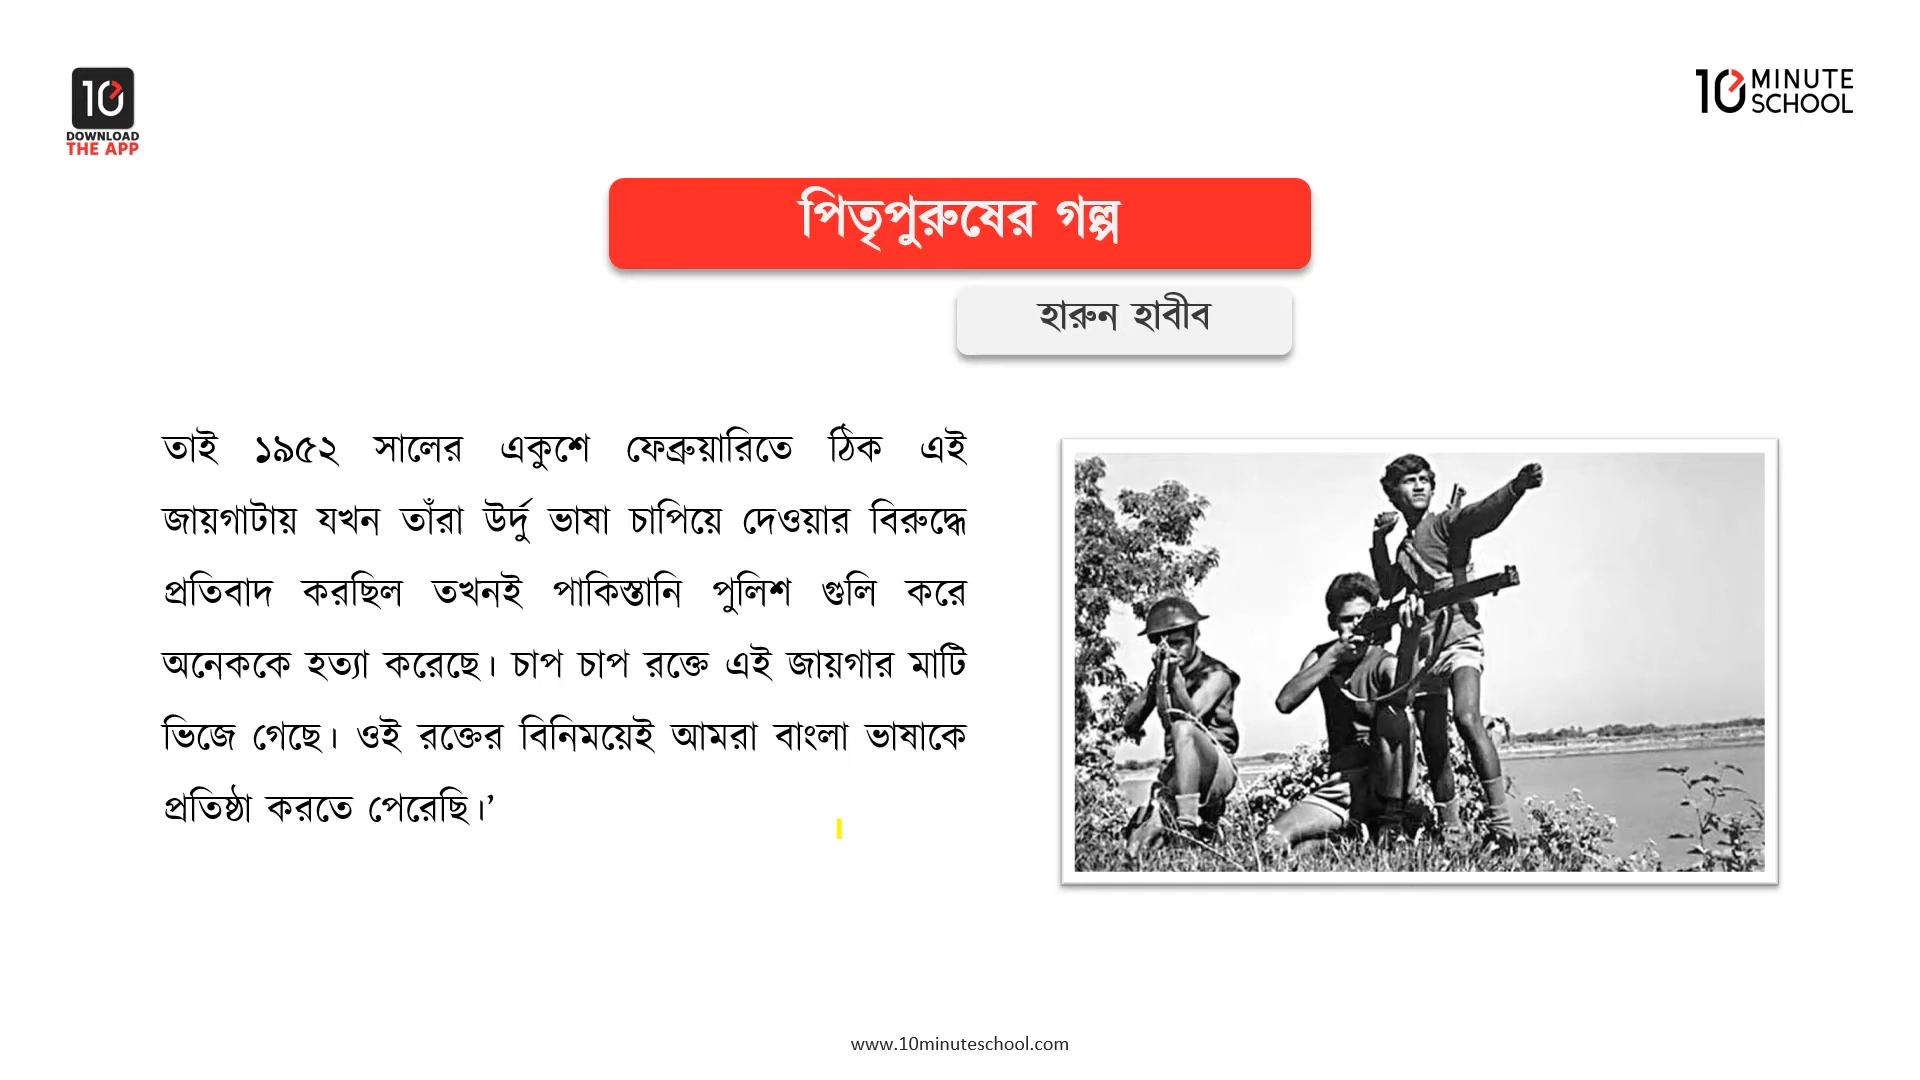 10
DOWNLOAD
THE APP
10 MINUTE
SCHOOL
পিতৃপুরুষের গল্প
হারুন হাবীব
তাই ১৯৫২ সালের একুশে ফেব্রুয়ারিতে ঠিক এই
জায়গাটায় যখন তাঁরা উর্দু ভাষা চাপিয়ে দেওয়ার বিরুদ্ধে
প্রতিবাদ করছিল তখনই পাকিস্তানি পুলিশ গুলি করে
অনেককে হত্যা করেছে। চাপ চাপ রক্তে এই জায়গার মাটি
ভিজে গেছে। ওই রক্তের বিনিময়েই আমরা বাংলা ভাষাকে
প্রতিষ্ঠা করতে পেরেছি।’
www.10minuteschool.com